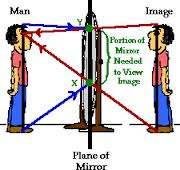 Man
Image
Y
Portion of
Mirror
Needed
to View
Image
X
Plane of
Mirror